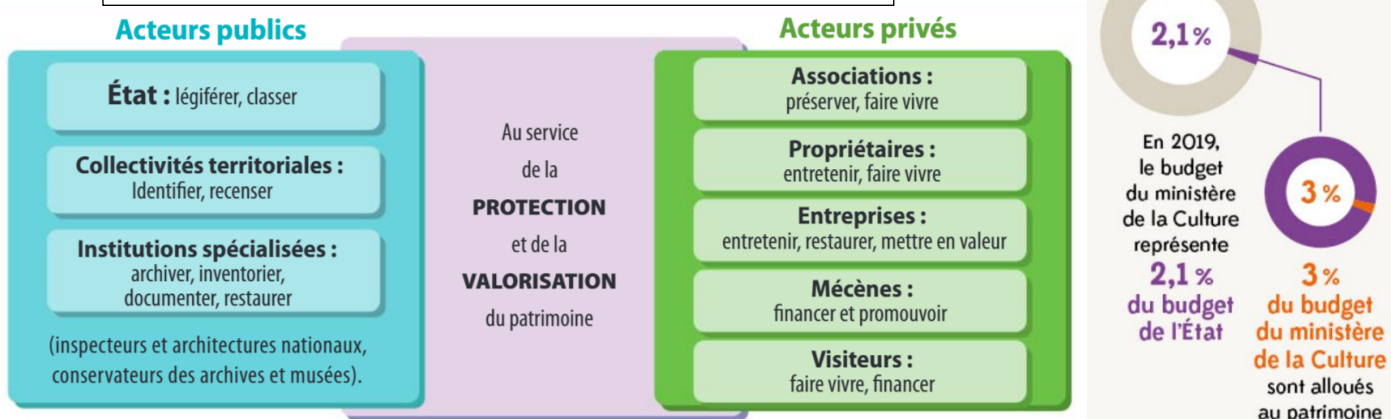 Acteurs publics
État : légiférer, classer
Collectivités territoriales :
Identifier, recenser
Institutions spécialisées :
archiver, inventorier,
documenter, restaurer
(inspecteurs et architectures nationaux,
conservateurs des archives et musées).
Au service
de la
PROTECTION
et de la
VALORISATION
du patrimoine
Acteurs privés
Associations :
préserver, faire vivre
Propriétaires :
entretenir, faire vivre
Entreprises :
entretenir, restaurer, mettre en valeur
Mécènes :
financer et promouvoir
Visiteurs :
faire vivre, financer
2,1 %
En 2019,
le budget
du ministère
de la Culture
représente
2,1 %
du budget
de l'État
3 %
3 %
du budget
du ministère
de la Culture
sont alloués
au patrimoine